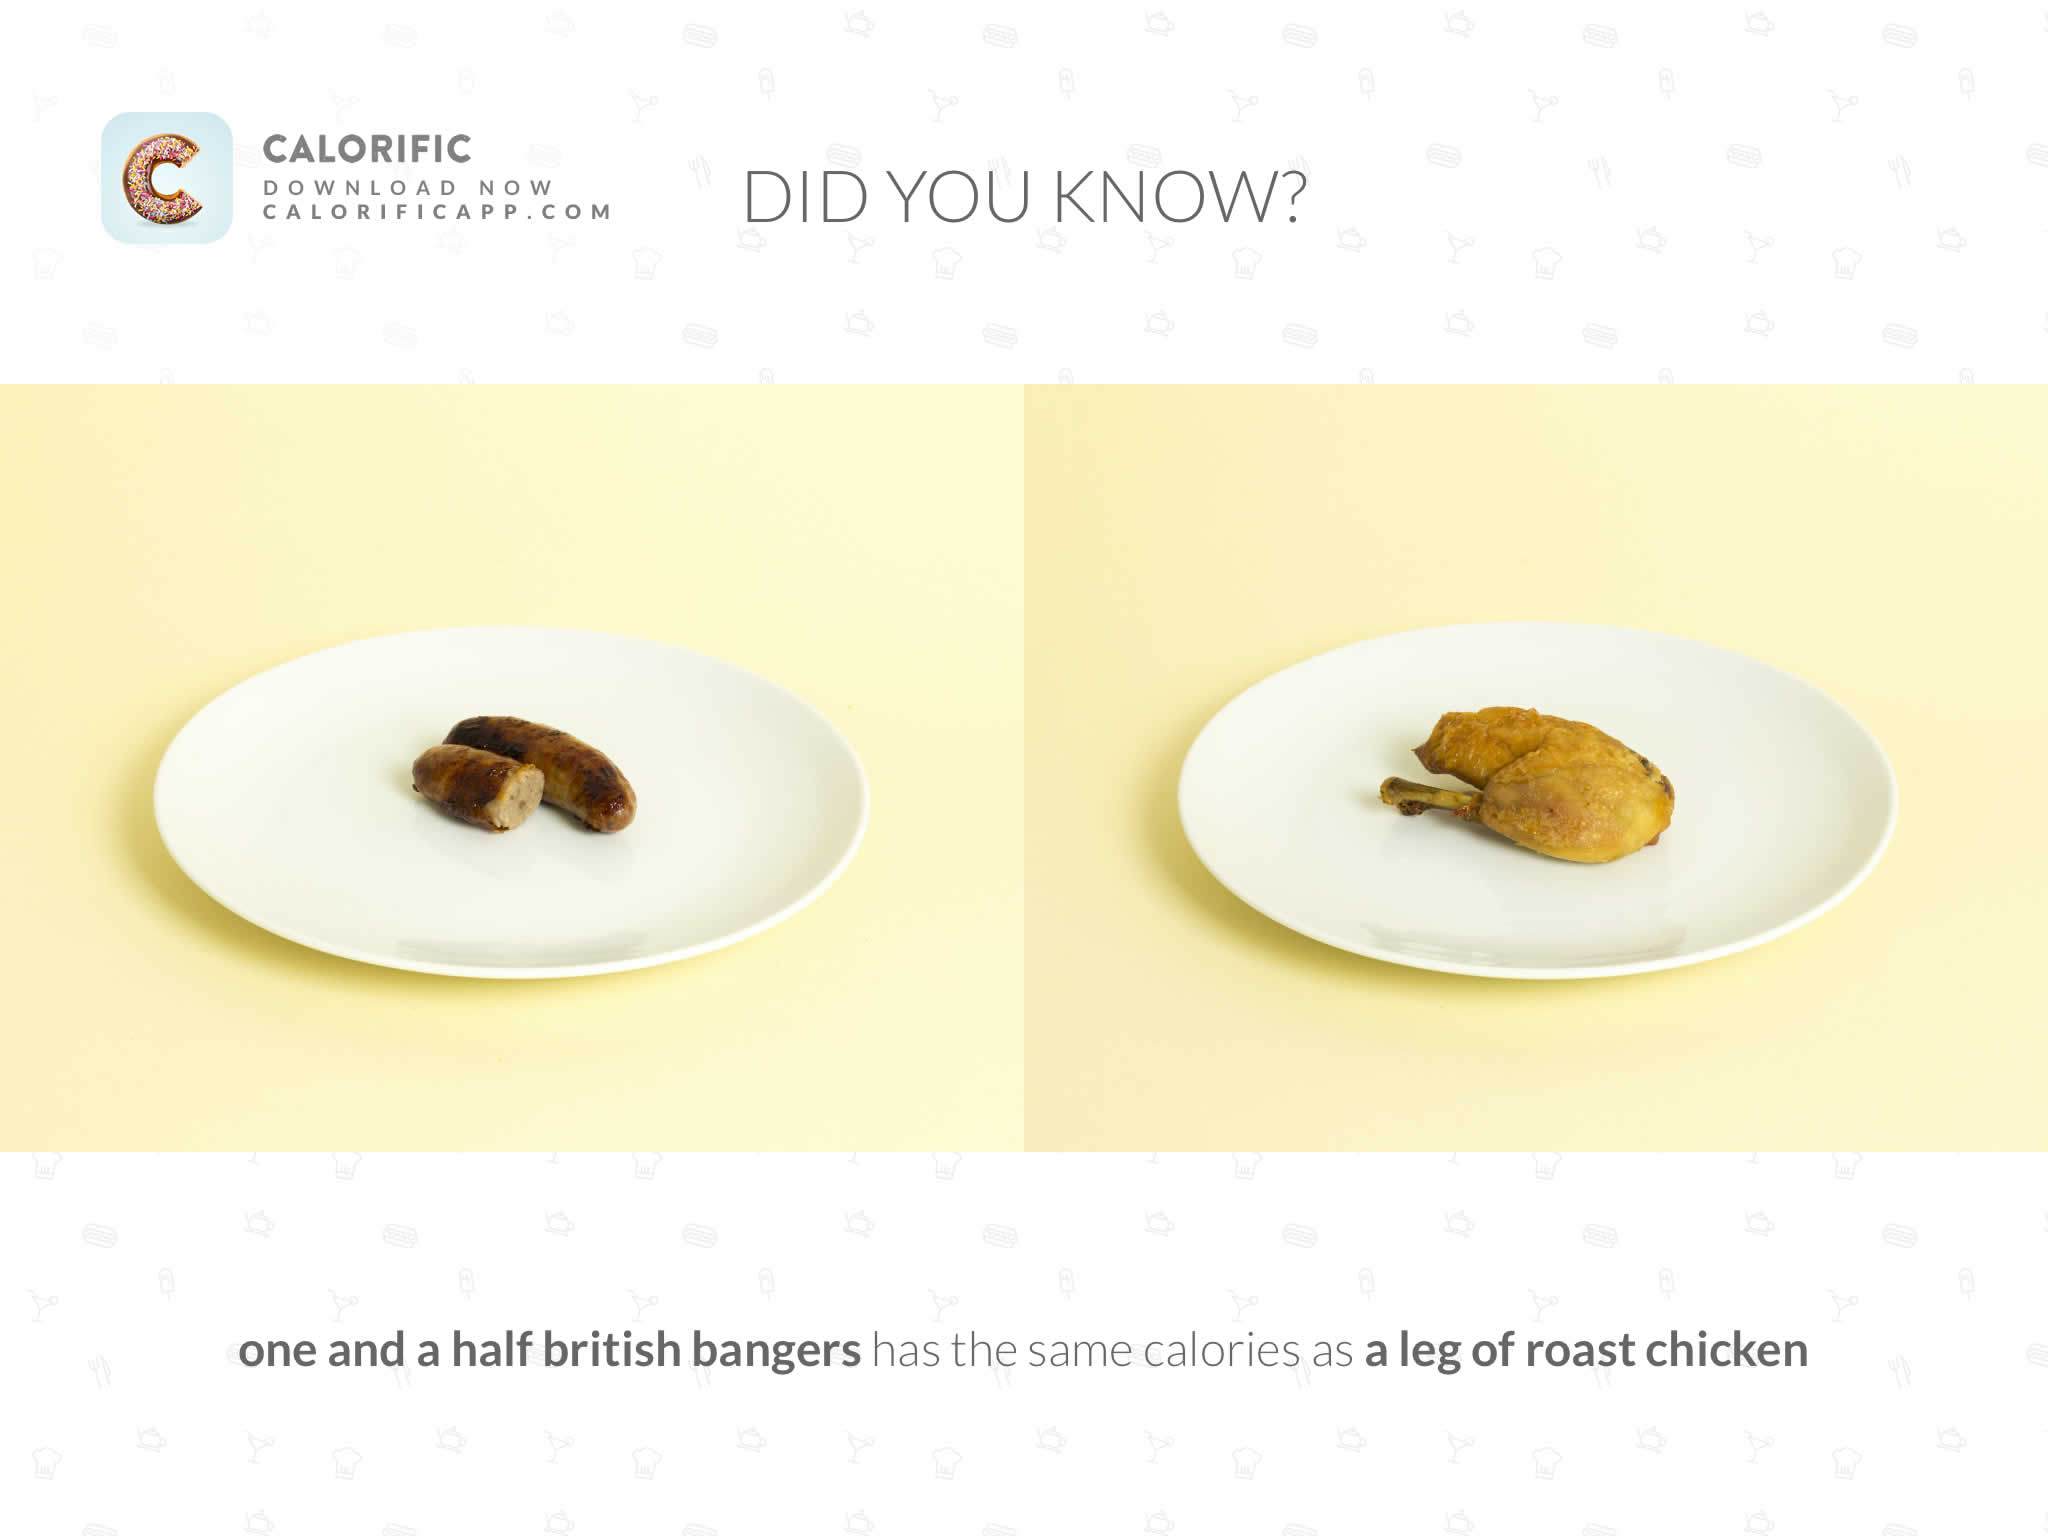 CALORIFIC
DOWNLOAD NOW
CALORIFICAPP.COM
DID YOU KNOW?
one and a half british bangers has the same calories as a leg of roast chicken